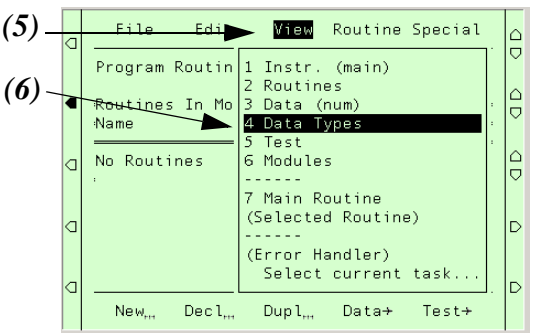 (5)
File Edi View Routine Special
Program Routin
1 Instr. (main)
2 Routines
(6)
Routines In Mo
3 Data (num)
Name
4 Data Types
5 Test
No Routines
6 Modules
------
7 Main Routine
(Selected Routine)
------
(Error Handler)
Select current task...
New... Decl... Dupl... Data→ Test→